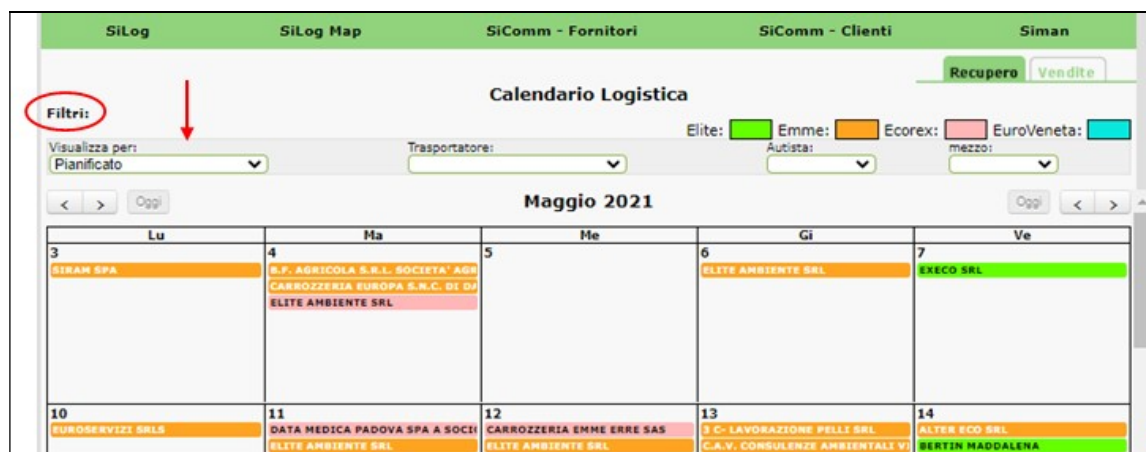 SiLog SiLog Map SiComm - Fornitori SiComm - Clienti Siman
Recupero Vendite
Calendario Logistica
Filtri:
Elite: Emme: Ecorex: EuroVeneta:
Visualizza per: Trasportatore: Autista: mezzo:
Pianificato
< > Oggi Maggio 2021 Oggi < >
Lu Ma Me Gi Ve
3 4 5 6 7
SIRAM SPA B.F. AGRICOLA S.R.L. SOCIETA' AGR ELITE AMBIENTE SRL EXECO SRL
CARROZZERIA EUROPA S.N.C. DI DA
ELITE AMBIENTE SRL
10 11 12 13 14
EUROSERVIZI SRLS DATA MEDICA PADOVA SPA A SOCI CARROZZERIA EMME ERRE SAS 3 C- LAVORAZIONE PELLI SRL ALTER ECO SRL
ELITE AMBIENTE SRL ELITE AMBIENTE SRL C.A.V. CONSULENZE AMBIENTALI VI BERTIN MADDALENA